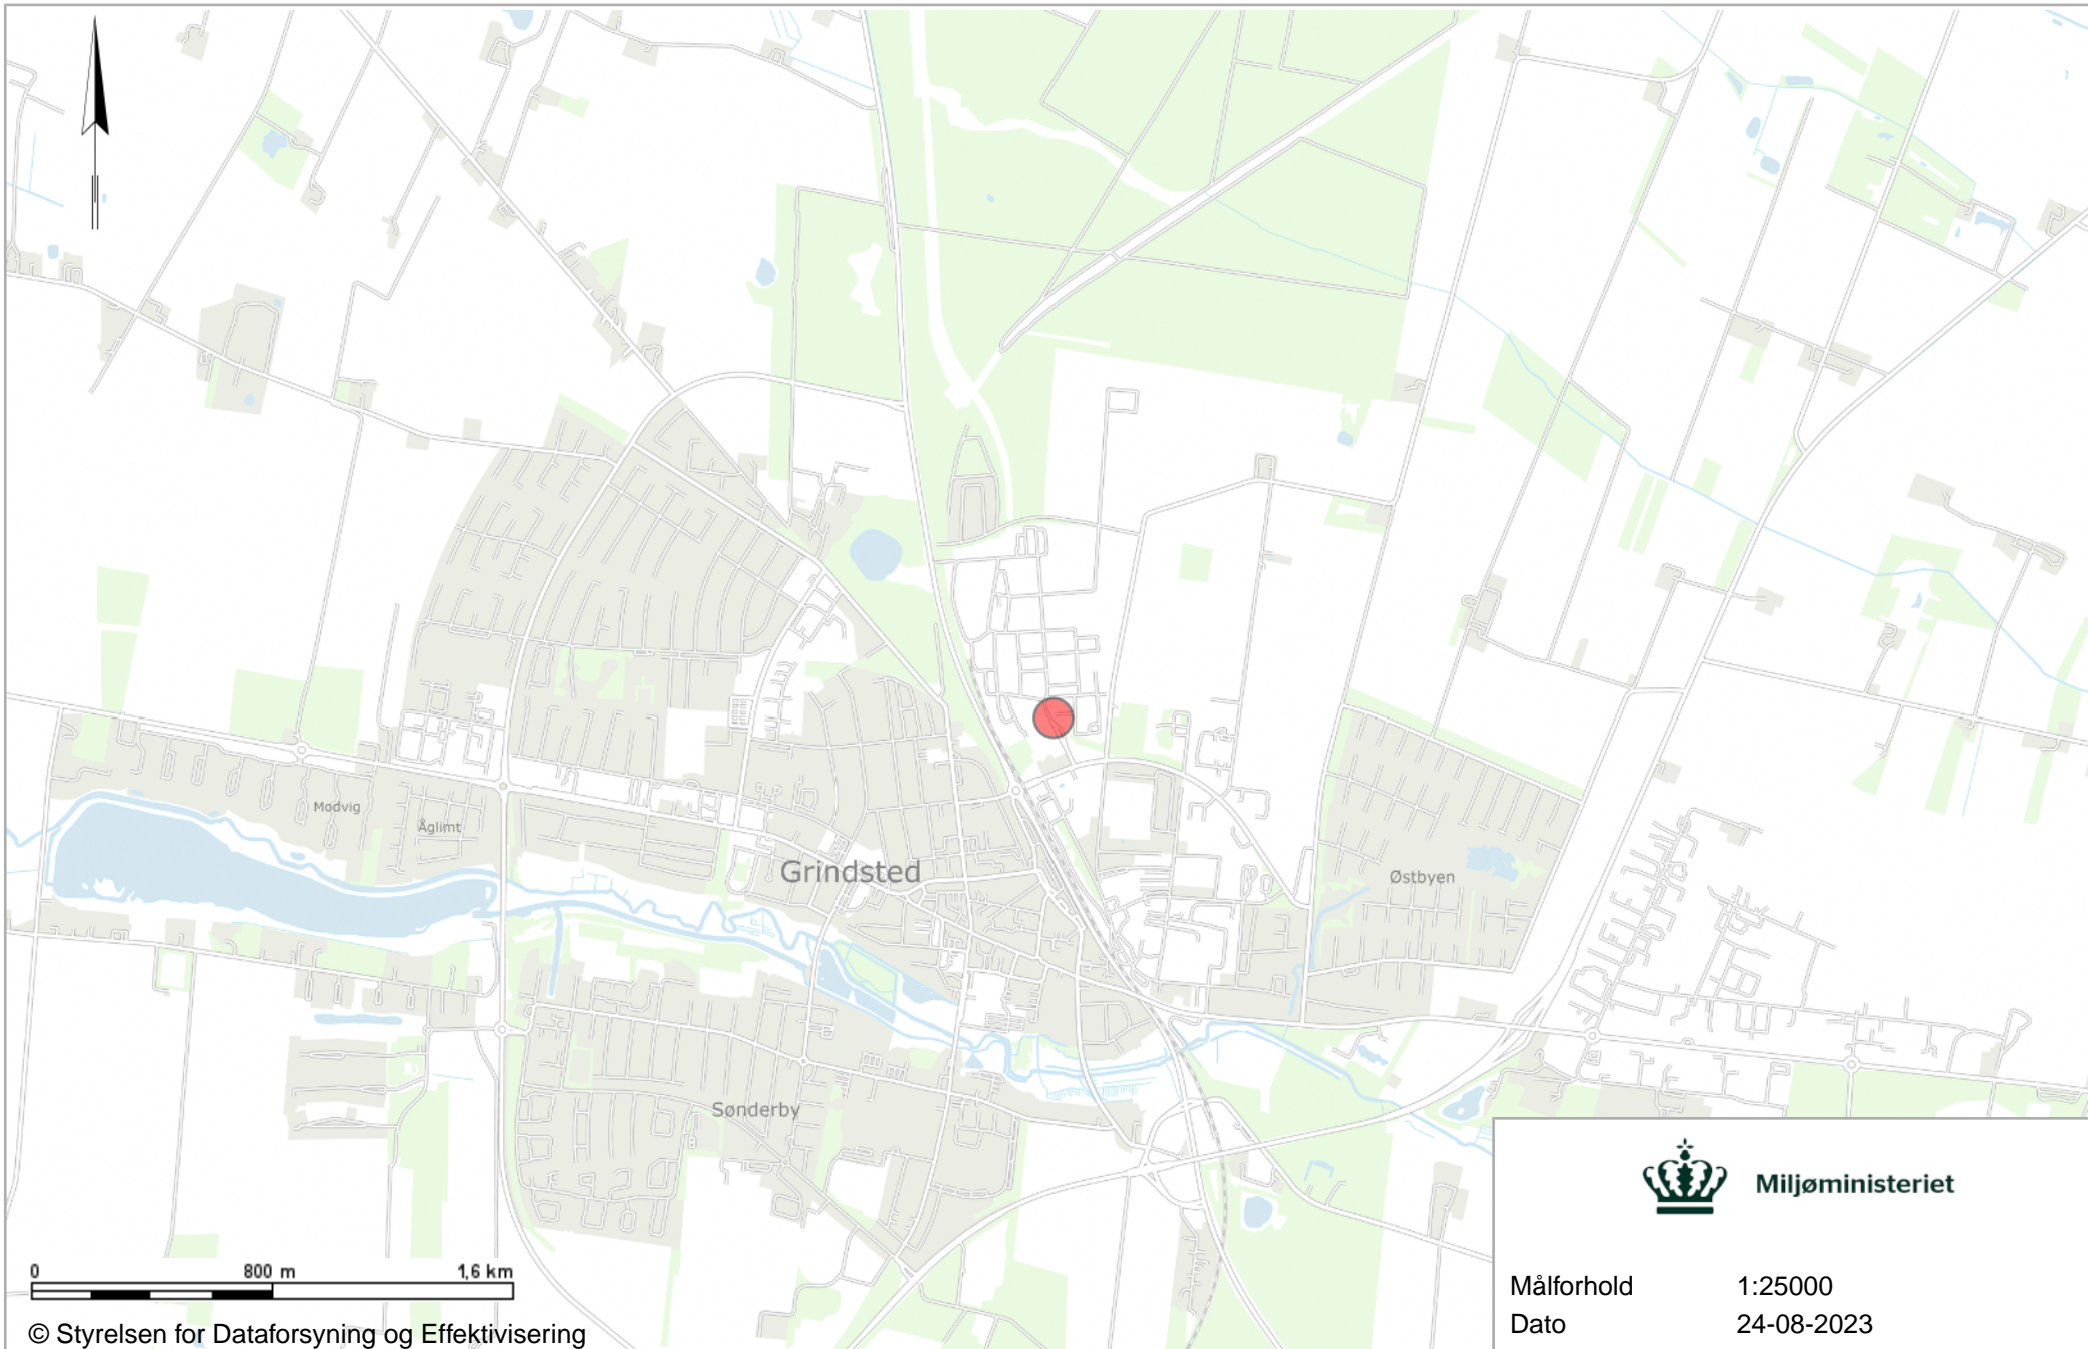 Modvig
Åglimt
Grindsted
Østbyen
Sønderby
0 800 m 1,6 km
© Styrelsen for Dataforsyning og Effektivisering
Miljøministeriet
Målforhold 1:25000
Dato 24-08-2023